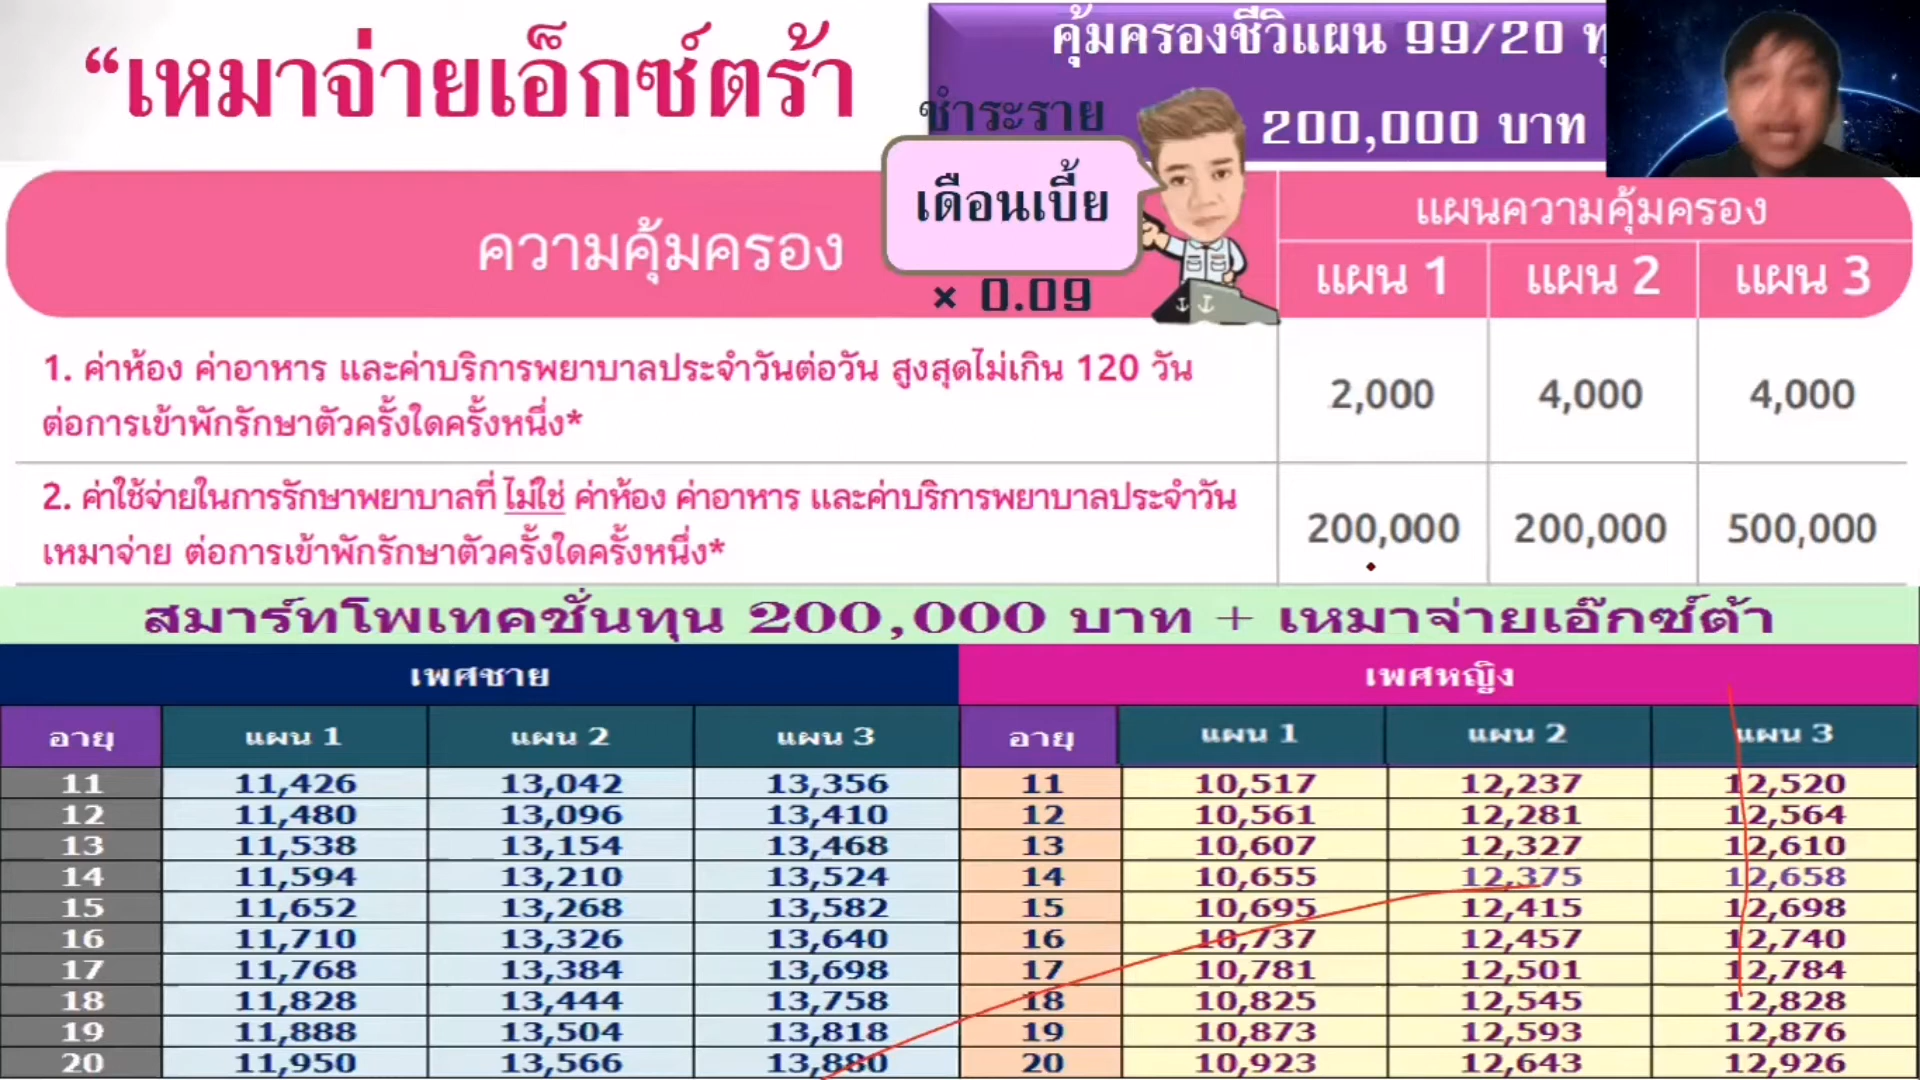 “เหมาจ่ายเอ็กซ์ตร้า
คุ้มครองชีวิแผน 99/20
200,000 บาท
ชำระราย
เดือนเบี้ย
× 0.09
ความคุ้มครอง
แผนความคุ้มครอง
แผน 1 แผน 2 แผน 3
1. ค่าห้อง ค่าอาหาร และค่าบริการพยาบาลประจำวันต่อวัน สูงสุดไม่เกิน 120 วัน
ต่อการเข้าพักรักษาตัวครั้งใดครั้งหนึ่ง*
2,000 4,000 4,000
2. ค่าใช้จ่ายในการรักษาพยาบาลที่ ไม่ใช่ ค่าห้อง ค่าอาหาร และค่าบริการพยาบาลประจำวัน
เหมาจ่าย ต่อการเข้าพักรักษาตัวครั้งใดครั้งหนึ่ง*
200,000 200,000 500,000
สมาร์ทโพเทคชั่นทุน 200,000 บาท + เหมาจ่ายเอ๊กซ์ต้า
เพศชาย เพศหญิง
อายุ แผน 1 แผน 2 แผน 3 อายุ แผน 1 แผน 2 แผน 3
11 11,426 13,042 13,356 11 10,517 12,237 12,520
12 11,480 13,096 13,410 12 10,561 12,281 12,564
13 11,538 13,154 13,468 13 10,607 12,327 12,610
14 11,594 13,210 13,524 14 10,655 12,375 12,658
15 11,652 13,268 13,582 15 10,695 12,415 12,698
16 11,710 13,326 13,640 16 10,737 12,457 12,740
17 11,768 13,384 13,698 17 10,781 12,501 12,784
18 11,828 13,444 13,758 18 10,825 12,545 12,828
19 11,888 13,504 13,818 19 10,873 12,593 12,876
20 11,950 13,566 13,880 20 10,923 12,643 12,926